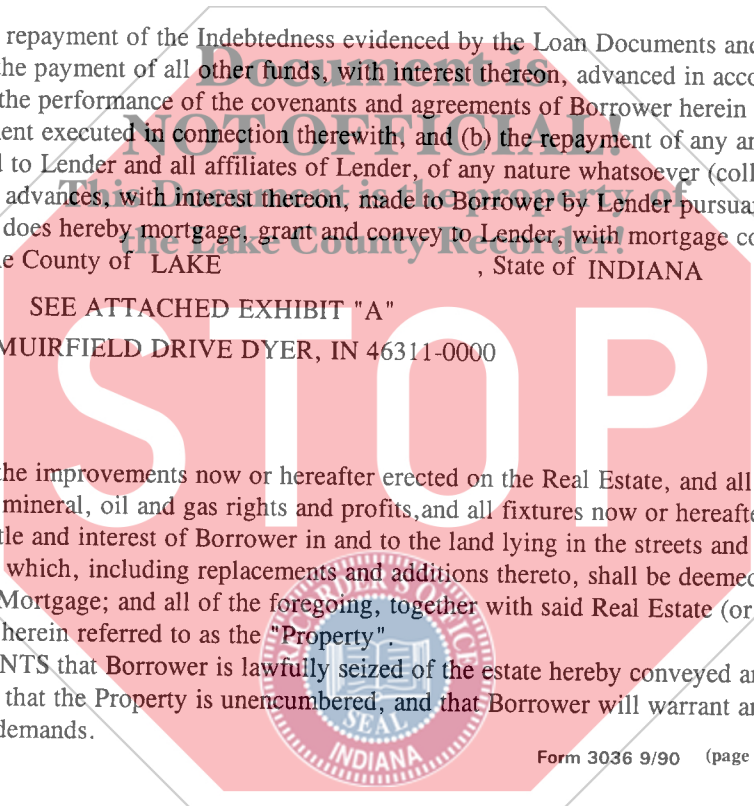 repayment of the Indebtedness evidenced by the Loan Documents and
Document is
the payment of all other funds, with interest thereon, advanced in acco
the performance of the covenants and agreements of Borrower herein
NOT OFFICIAL!
ent executed in connection therewith, and (b) the repayment of any an
to Lender and all affiliates of Lender, of any nature whatsoever (coll
This Document is the property of
advances, with interest thereon, made to Borrower by Lender pursua
does hereby mortgage, grant and convey to Lender, with mortgage co
the Lake County Recorder!
e County of LAKE , State of INDIANA
SEE ATTACHED EXHIBIT "A"
MUIRFIELD DRIVE DYER, IN 46311-0000
STOP
the improvements now or hereafter erected on the Real Estate, and all
mineral, oil and gas rights and profits,and all fixtures now or hereafte
tle and interest of Borrower in and to the land lying in the streets and
which, including replacements and additions thereto, shall be deemed
Mortgage; and all of the foregoing, together with said Real Estate (or
herein referred to as the "Property".
NTS that Borrower is lawfully seized of the estate hereby conveyed an
that the Property is unencumbered, and that Borrower will warrant an
demands.
RECORDER'S OFFICE
SEAL
INDIANA
Form 3036 9/90 (page